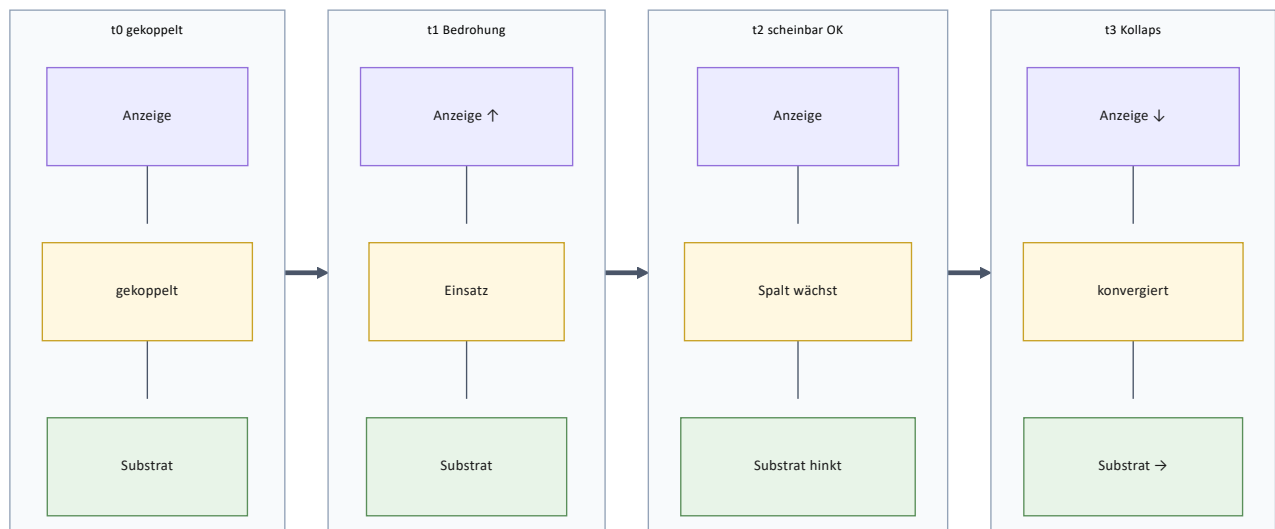 t0 gekoppelt
Anzeige
gekoppelt
Substrat
t1 Bedrohung
Anzeige ↑
Einsatz
Substrat
t2 scheinbar OK
Anzeige
Spalt wächst
Substrat hinkt
t3 Kollaps
Anzeige ↓
konvergiert
Substrat →